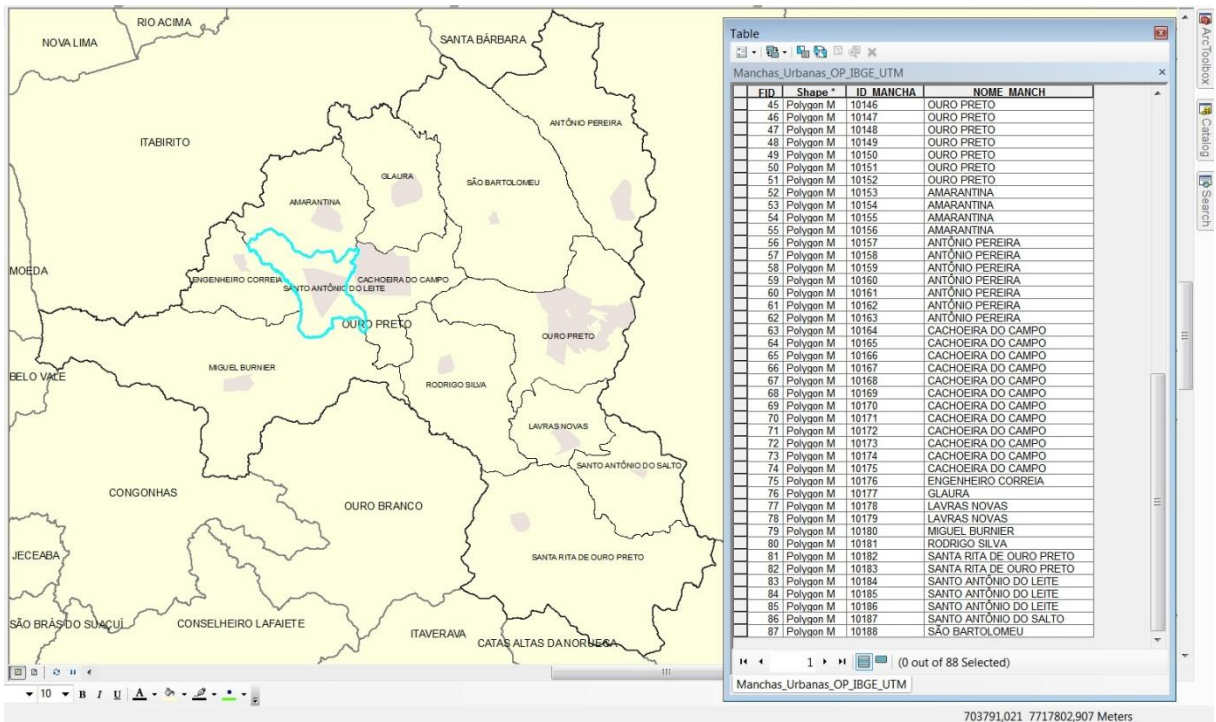 RIO ACIMA
NOVA LIMA
SANTA BÁRBARA
ANTÔNIO PEREIRA
ITABIRITO
GLAURA
SÃO BARTOLOMEU
AMARANTINA
MOEDA
ENGENHEIRO CORREIA
CACHOEIRA DO CAMPO
SANTO ANTÔNIO DO LEITE
OURO PRETO
OURO PRETO
MIGUEL BURNIER
BELO VALE
RODRIGO SILVA
LAVRAS NOVAS
SANTO ANTÔNIO DO SALTO
CONGONHAS
OURO BRANCO
JECEABA
SANTA RITA DE OURO PRETO
SÃO BRÁS DO SUAÇUÍ
CONSELHEIRO LAFAIETE
ITAVERAVA
CATAS ALTAS DA NORUEGA
Table
Manchas_Urbanas_OP_IBGE_UTM
FID Shape * ID_MANCHA NOME_MANCH
45 Polygon M 10146 OURO PRETO
46 Polygon M 10147 OURO PRETO
47 Polygon M 10148 OURO PRETO
48 Polygon M 10149 OURO PRETO
49 Polygon M 10150 OURO PRETO
50 Polygon M 10151 OURO PRETO
51 Polygon M 10152 OURO PRETO
52 Polygon M 10153 AMARANTINA
53 Polygon M 10154 AMARANTINA
54 Polygon M 10155 AMARANTINA
55 Polygon M 10156 AMARANTINA
56 Polygon M 10157 ANTÔNIO PEREIRA
57 Polygon M 10158 ANTÔNIO PEREIRA
58 Polygon M 10159 ANTÔNIO PEREIRA
59 Polygon M 10160 ANTÔNIO PEREIRA
60 Polygon M 10161 ANTÔNIO PEREIRA
61 Polygon M 10162 ANTÔNIO PEREIRA
62 Polygon M 10163 ANTÔNIO PEREIRA
63 Polygon M 10164 CACHOEIRA DO CAMPO
64 Polygon M 10165 CACHOEIRA DO CAMPO
65 Polygon M 10166 CACHOEIRA DO CAMPO
66 Polygon M 10167 CACHOEIRA DO CAMPO
67 Polygon M 10168 CACHOEIRA DO CAMPO
68 Polygon M 10169 CACHOEIRA DO CAMPO
69 Polygon M 10170 CACHOEIRA DO CAMPO
70 Polygon M 10171 CACHOEIRA DO CAMPO
71 Polygon M 10172 CACHOEIRA DO CAMPO
72 Polygon M 10173 CACHOEIRA DO CAMPO
73 Polygon M 10174 CACHOEIRA DO CAMPO
74 Polygon M 10175 CACHOEIRA DO CAMPO
75 Polygon M 10176 ENGENHEIRO CORREIA
76 Polygon M 10177 GLAURA
77 Polygon M 10178 LAVRAS NOVAS
78 Polygon M 10179 LAVRAS NOVAS
79 Polygon M 10180 MIGUEL BURNIER
80 Polygon M 10181 RODRIGO SILVA
81 Polygon M 10182 SANTA RITA DE OURO PRETO
82 Polygon M 10183 SANTA RITA DE OURO PRETO
83 Polygon M 10184 SANTO ANTÔNIO DO LEITE
84 Polygon M 10185 SANTO ANTÔNIO DO LEITE
85 Polygon M 10186 SANTO ANTÔNIO DO LEITE
86 Polygon M 10187 SANTO ANTÔNIO DO SALTO
87 Polygon M 10188 SÃO BARTOLOMEU
1
(0 out of 88 Selected)
Manchas_Urbanas_OP_IBGE_UTM
ArcToolbox
Catalog
Search
10 B I U A
703791,021 7717802,907 Meters